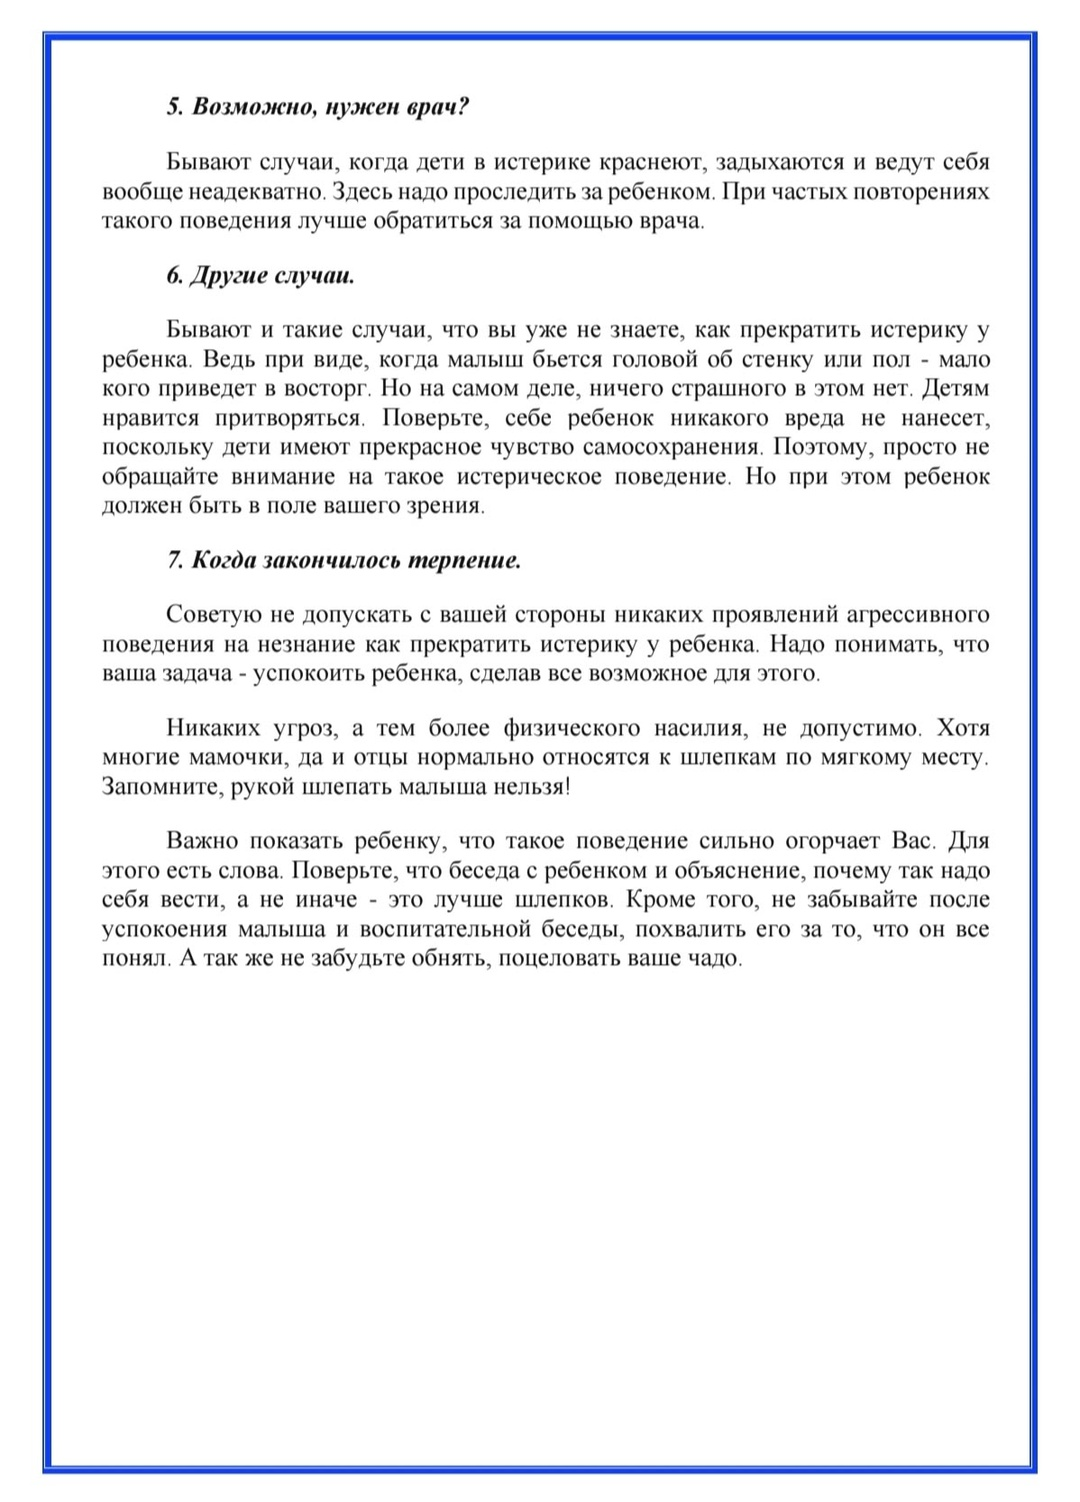 5. Возможно, нужен врач?
Бывают случаи, когда дети в истерике краснеют, задыхаются и ведут себя
вообще неадекватно. Здесь надо проследить за ребенком. При частых повторениях
такого поведения лучше обратиться за помощью врача.
6. Другие случаи.
Бывают и такие случаи, что вы уже не знаете, как прекратить истерику у
ребенка. Ведь при виде, когда малыш бьется головой об стенку или пол - мало
кого приведет в восторг. Но на самом деле, ничего страшного в этом нет. Детям
нравится притворяться. Поверьте, себе ребенок никакого вреда не нанесет,
поскольку дети имеют прекрасное чувство самосохранения. Поэтому, просто не
обращайте внимание на такое истерическое поведение. Но при этом ребенок
должен быть в поле вашего зрения.
7. Когда закончилось терпение.
Советую не допускать с вашей стороны никаких проявлений агрессивного
поведения на незнание как прекратить истерику у ребенка. Надо понимать, что
ваша задача - успокоить ребенка, сделав все возможное для этого.
Никаких угроз, а тем более физического насилия, не допустимо. Хотя
многие мамочки, да и отцы нормально относятся к шлепкам по мягкому месту.
Запомните, рукой шлепать малыша нельзя!
Важно показать ребенку, что такое поведение сильно огорчает Вас. Для
этого есть слова. Поверьте, что беседа с ребенком и объяснение, почему так надо
себя вести, а не иначе - это лучше шлепков. Кроме того, не забывайте после
успокоения малыша и воспитательной беседы, похвалить его за то, что он все
понял. А так же не забудьте обнять, поцеловать ваше чадо.